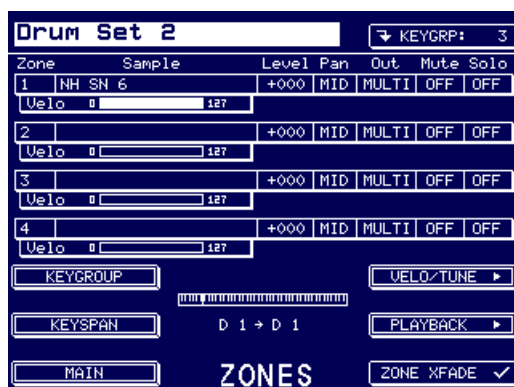 Drum Set 2 KEYGRP: 3
Zone Sample Level Pan Out Mute Solo
1 NH SN 6 +000 MID MULTI OFF OFF
Velo 0 127
2 +000 MID MULTI OFF OFF
Velo 0 127
3 +000 MID MULTI OFF OFF
Velo 0 127
4 +000 MID MULTI OFF OFF
Velo 0 127
KEYGROUP VELO/TUNE
KEYSPAN D 1 → D 1 PLAYBACK
MAIN ZONES ZONE XFADE ✓